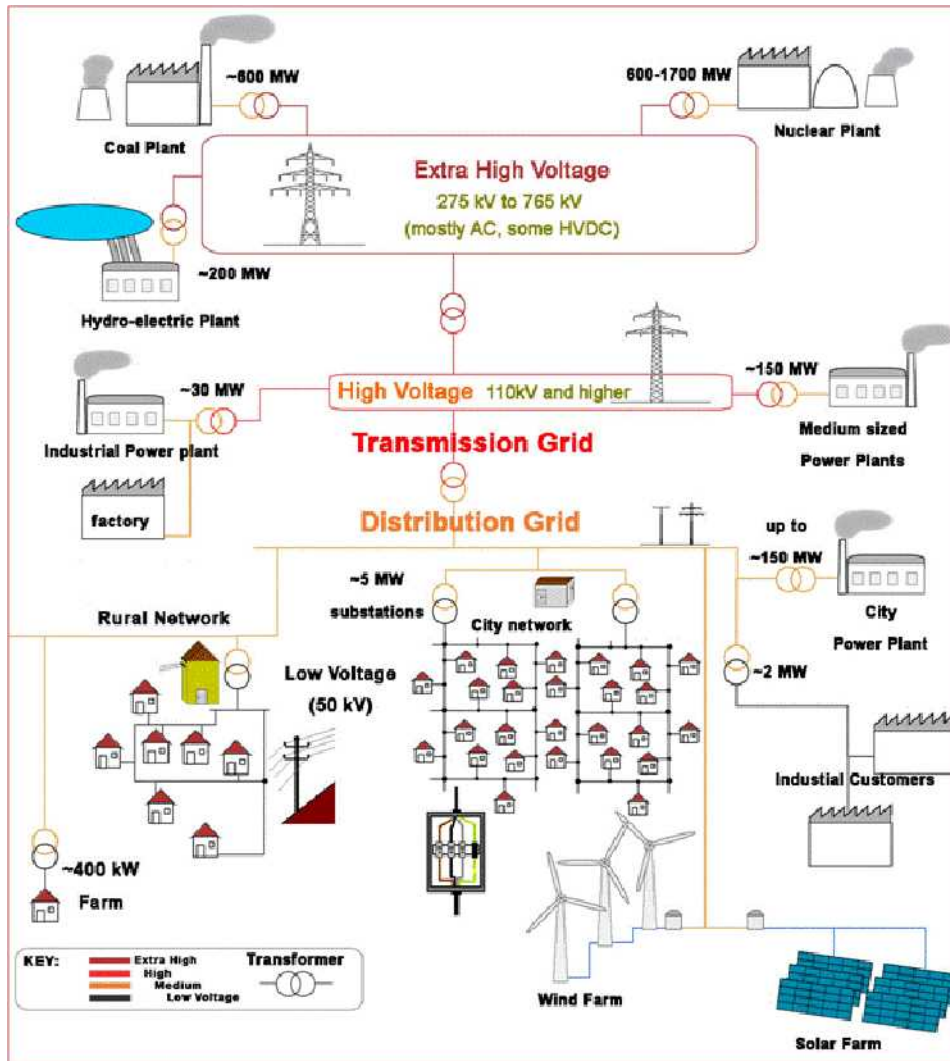 ~600 MW
600-1700 MW
Coal Plant
Nuclear Plant
Extra High Voltage
275 kV to 765 kV
(mostly AC, some HVDC)
~200 MW
Hydro-electric Plant
~30 MW
High Voltage 110kV and higher
~150 MW
Industrial Power plant
Medium sized
Power Plants
Transmission Grid
factory
Distribution Grid
up to
~150 MW
~5 MW
substations
Rural Network
City network
City
Power Plant
Low Voltage
(50 kV)
~2 MW
Industial Customers
~400 kW
Farm
KEY:
Extra High
High
Medium
Low Voltage
Transformer
Wind Farm
Solar Farm